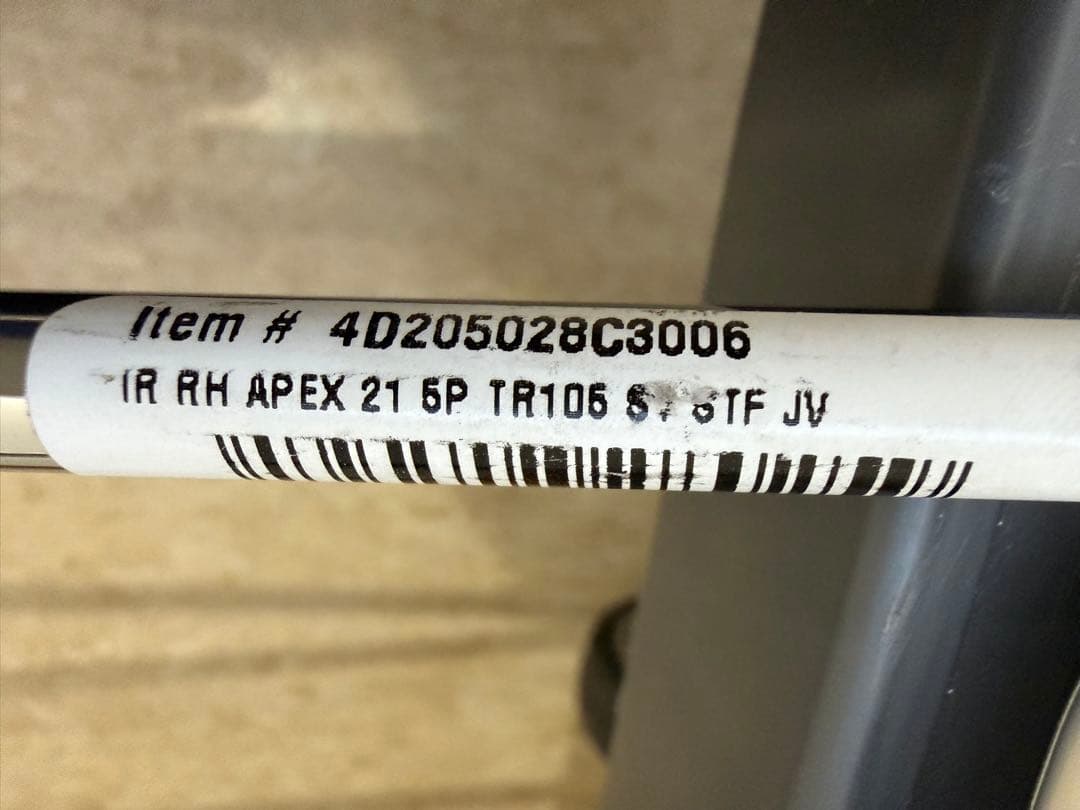 Item # 4D205028C3006
IR RH APEX 21 5P TR105 STF JV